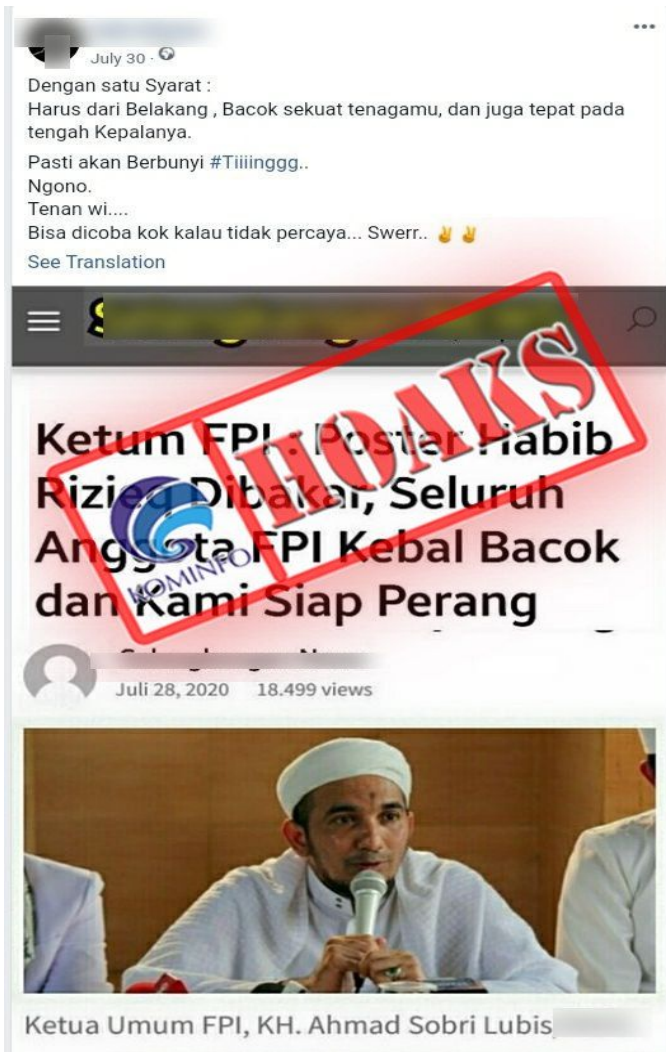 July 30
Dengan satu Syarat :
Harus dari Belakang , Bacok sekuat tenagamu, dan juga tepat pada
tengah Kepalanya.
Pasti akan Berbunyi #Tiiiinggg..
Ngono.
Tenan wi....
Bisa dicoba kok kalau tidak percaya... Swerr.. ✌️ ✌️
See Translation
Ketum FPI : Poster Habib
Rizieq Dibakar, Seluruh
Anggota FPI Kebal Bacok
dan Kami Siap Perang
HOAKS
KOMINFO
Juli 28, 2020 18.499 views
Ketua Umum FPI, KH. Ahmad Sobri Lubis